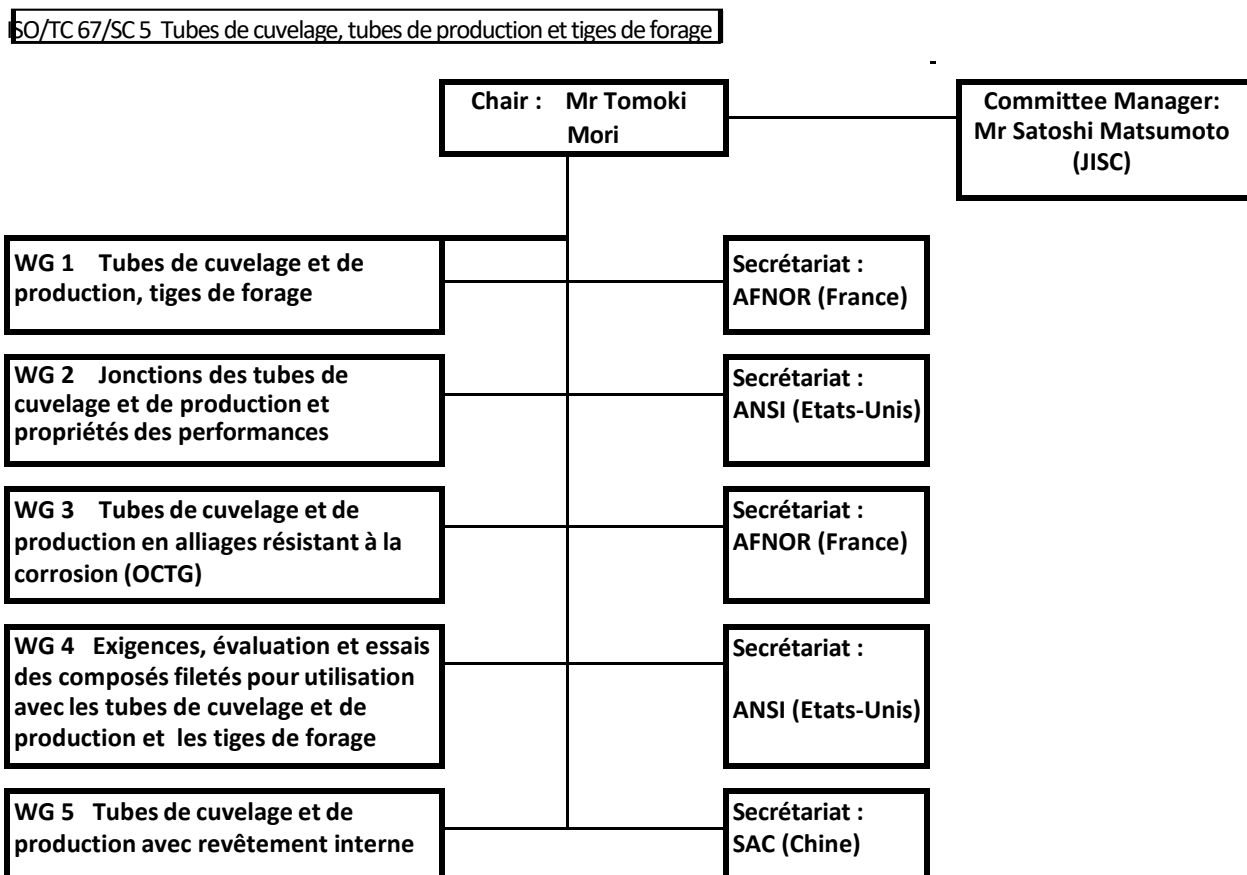 ISO/TC 67/SC 5 Tubes de cuvelage, tubes de production et tiges de forage
-
Chair : Mr Tomoki
Mori
Committee Manager:
Mr Satoshi Matsumoto
(JISC)
WG 1 Tubes de cuvelage et de
production, tiges de forage
Secrétariat :
AFNOR (France)
WG 2 Jonctions des tubes de
cuvelage et de production et
propriétés des performances
Secrétariat :
ANSI (Etats-Unis)
WG 3 Tubes de cuvelage et de
production en alliages résistant à la
corrosion (OCTG)
Secrétariat :
AFNOR (France)
WG 4 Exigences, évaluation et essais
des composés filetés pour utilisation
avec les tubes de cuvelage et de
production et les tiges de forage
Secrétariat :
ANSI (Etats-Unis)
WG 5 Tubes de cuvelage et de
production avec revêtement interne
Secrétariat :
SAC (Chine)